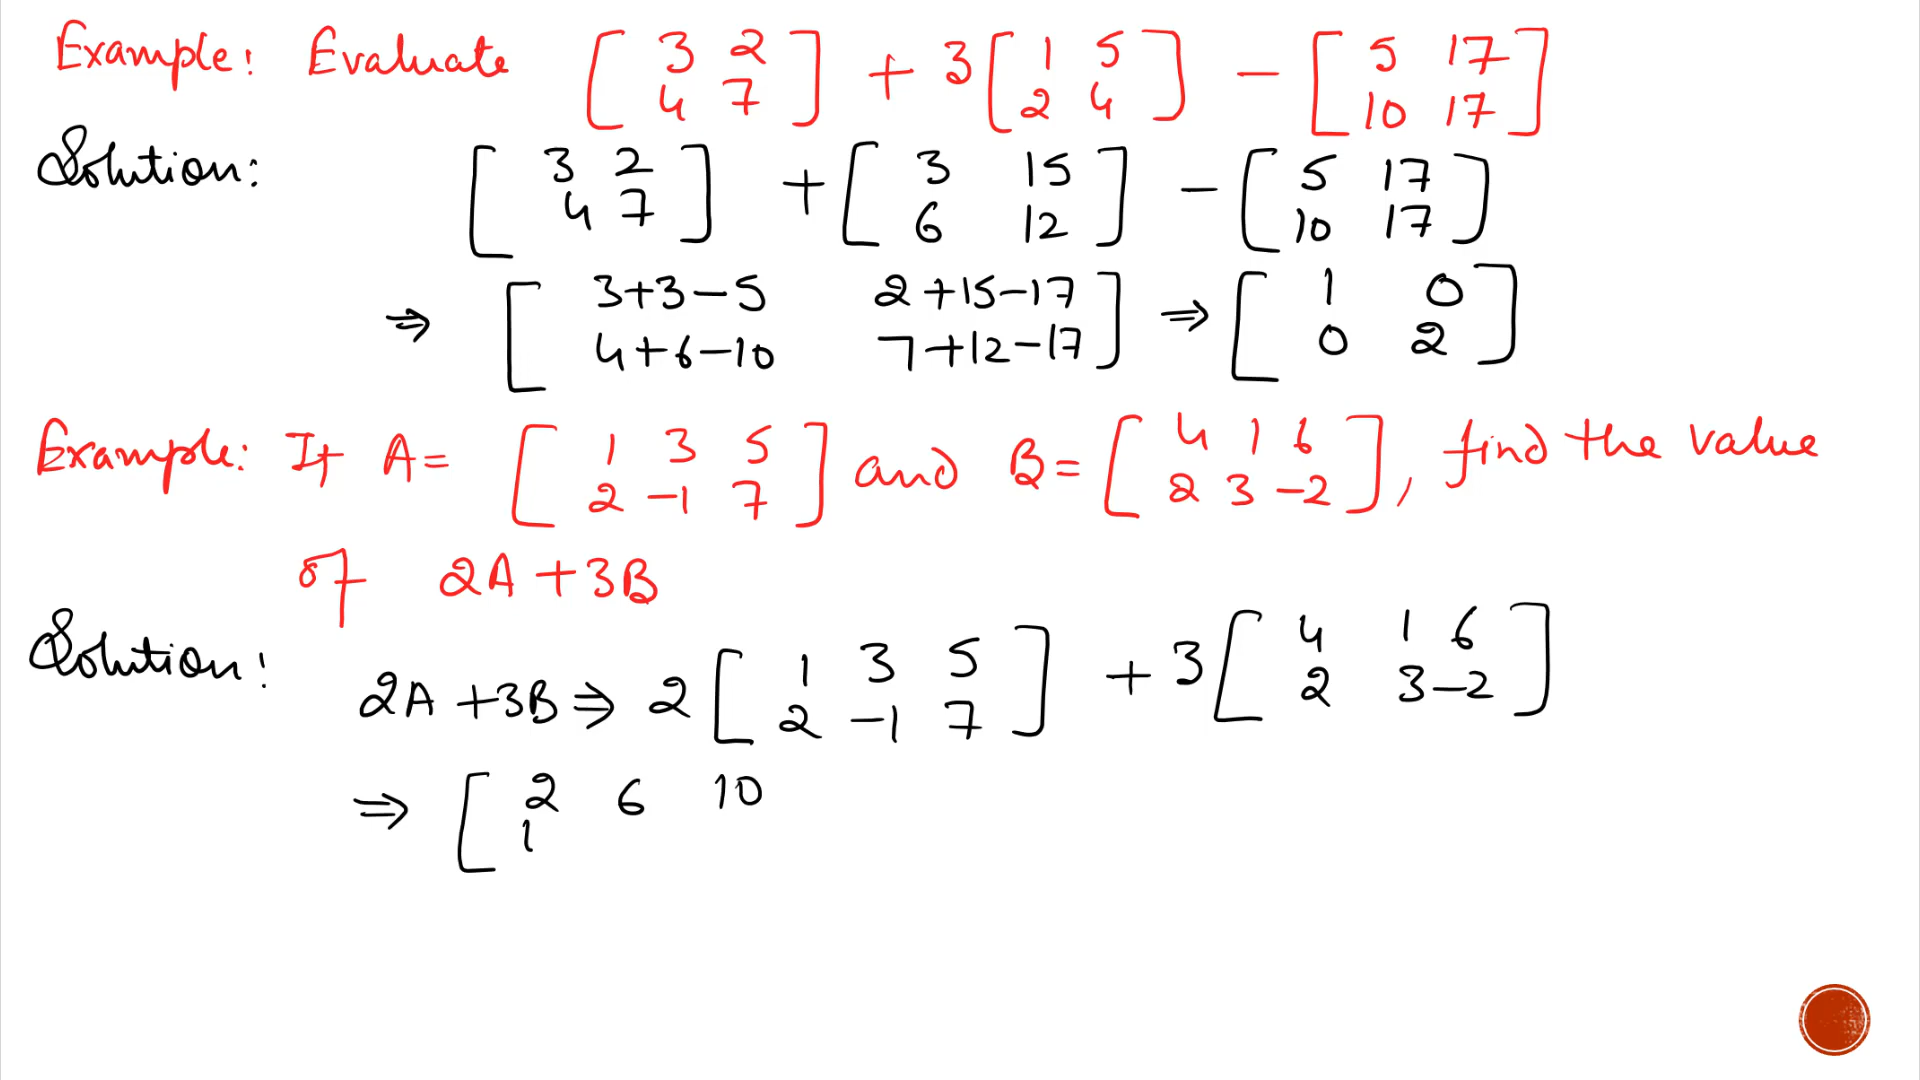 Example: Evaluate [ 3 2 ] + 3 [ 1 5 ] - [ 5 17 ]
4 7 2 4 10 17
Solution: [ 3 2 ] + [ 3 15 ] - [ 5 17 ]
4 7 6 12 10 17
⇒ [ 3+3-5 2+15-17 ] ⇒ [ 1 0 ]
4+6-10 7+12-17 0 2
Example: If A= [ 1 3 5 ] and B= [ 4 1 6 ], find the value
2 -1 7 2 3 -2
of 2A+3B
Solution: 2A+3B ⇒ 2 [ 1 3 5 ] + 3 [ 4 1 6 ]
2 -1 7 2 3 -2
⇒ [ 2 6 10
1